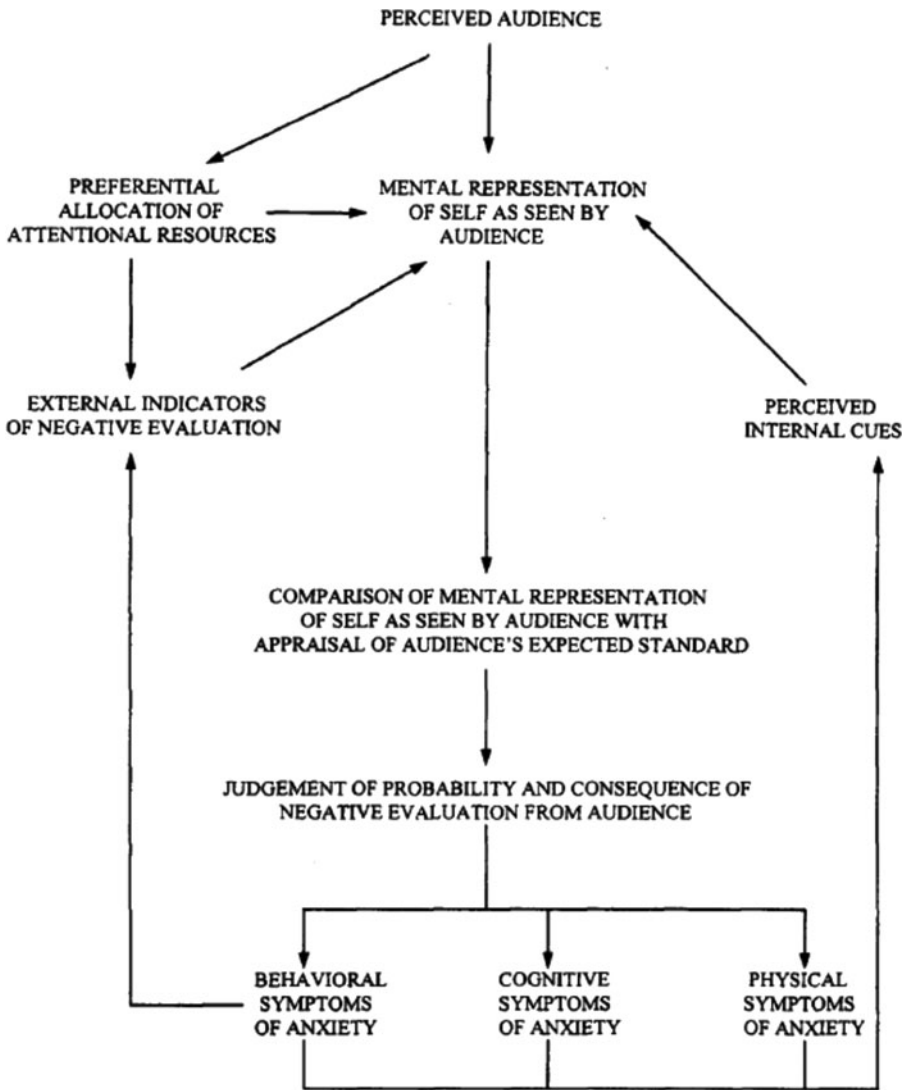 PERCEIVED AUDIENCE
PREFERENTIAL
ALLOCATION OF
ATTENTIONAL RESOURCES
MENTAL REPRESENTATION
OF SELF AS SEEN BY
AUDIENCE
EXTERNAL INDICATORS
OF NEGATIVE EVALUATION
PERCEIVED
INTERNAL CUES
COMPARISON OF MENTAL REPRESENTATION
OF SELF AS SEEN BY AUDIENCE WITH
APPRAISAL OF AUDIENCE'S EXPECTED STANDARD
JUDGEMENT OF PROBABILITY AND CONSEQUENCE OF
NEGATIVE EVALUATION FROM AUDIENCE
BEHAVIORAL
SYMPTOMS
OF ANXIETY
COGNITIVE
SYMPTOMS
OF ANXIETY
PHYSICAL
SYMPTOMS
OF ANXIETY